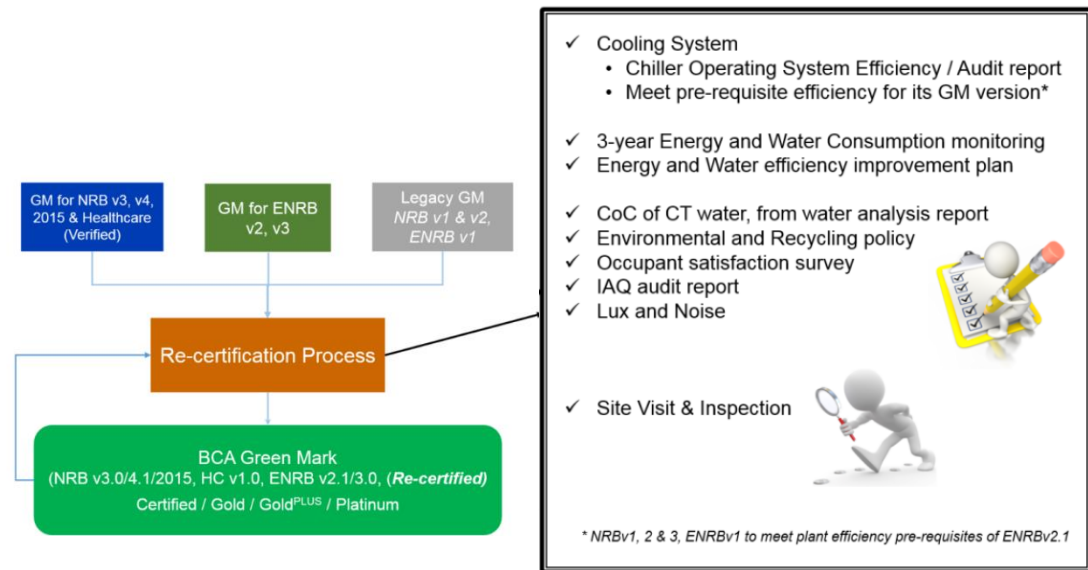 GM for NRB v3, v4,
2015 & Healthcare
(Verified)
GM for ENRB
v2, v3
Legacy GM
NRB v1 & v2,
ENRB v1
Re-certification Process
BCA Green Mark
(NRB v3.0/4.1/2015, HC v1.0, ENRB v2.1/3.0, (Re-certified)
Certified / Gold / GoldPLUS / Platinum
✓ Cooling System
• Chiller Operating System Efficiency / Audit report
• Meet pre-requisite efficiency for its GM version*
✓ 3-year Energy and Water Consumption monitoring
✓ Energy and Water efficiency improvement plan
✓ CoC of CT water, from water analysis report
✓ Environmental and Recycling policy
✓ Occupant satisfaction survey
✓ IAQ audit report
✓ Lux and Noise
✓ Site Visit & Inspection
* NRBv1, 2 & 3, ENRBv1 to meet plant efficiency pre-requisites of ENRBv2.1